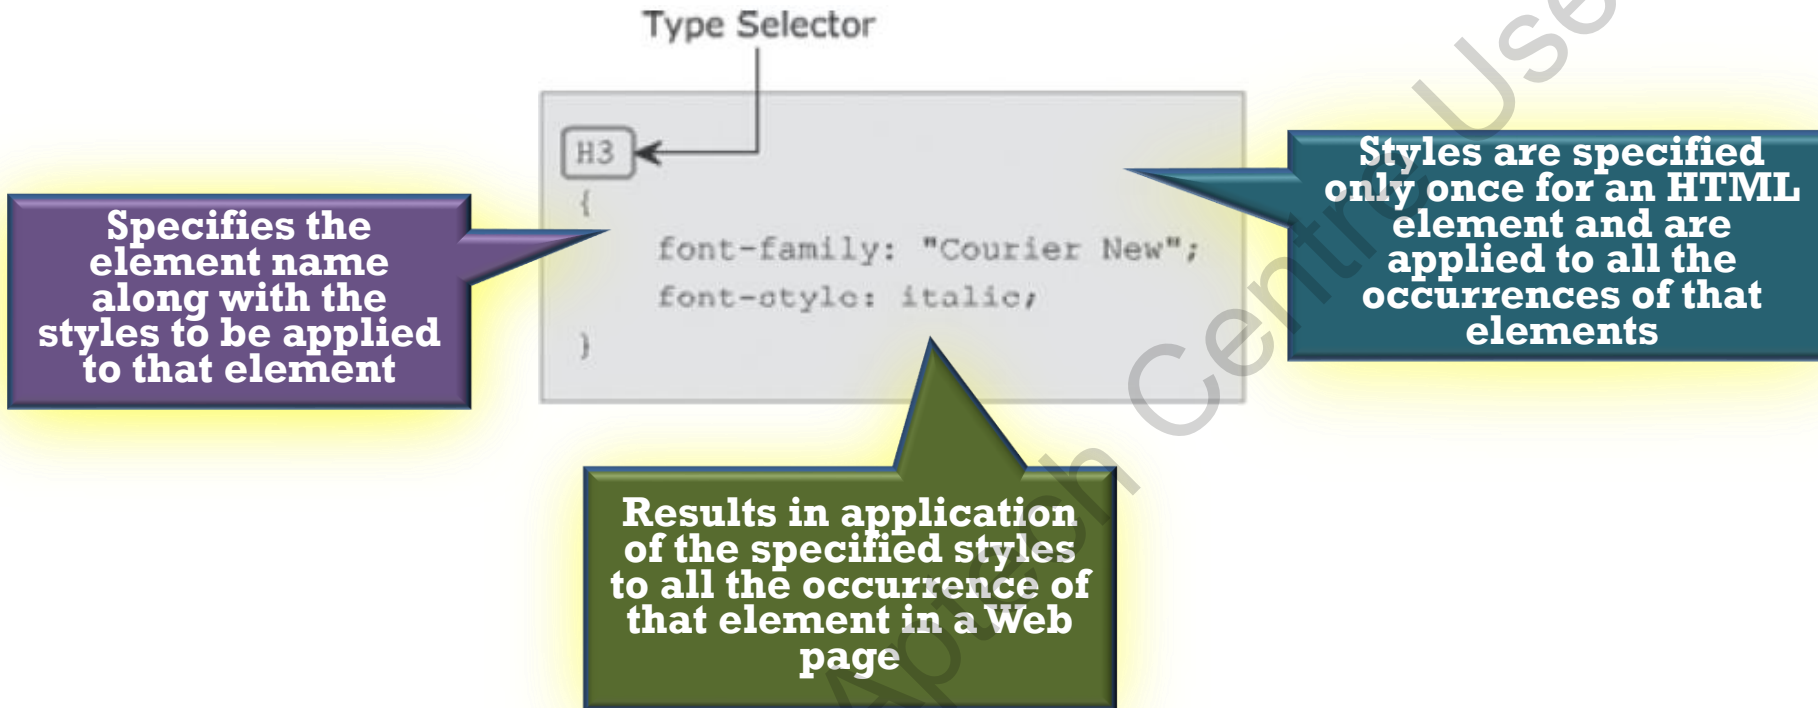 Type Selector
H3
{
font-family: "Courier New";
font-style: italic;
}
Specifies the
element name
along with the
styles to be applied
to that element
Styles are specified
only once for an HTML
element and are
applied to all the
occurrences of that
elements
Results in application
of the specified styles
to all the occurrence of
that element in a Web
page
Aptech Centre Use